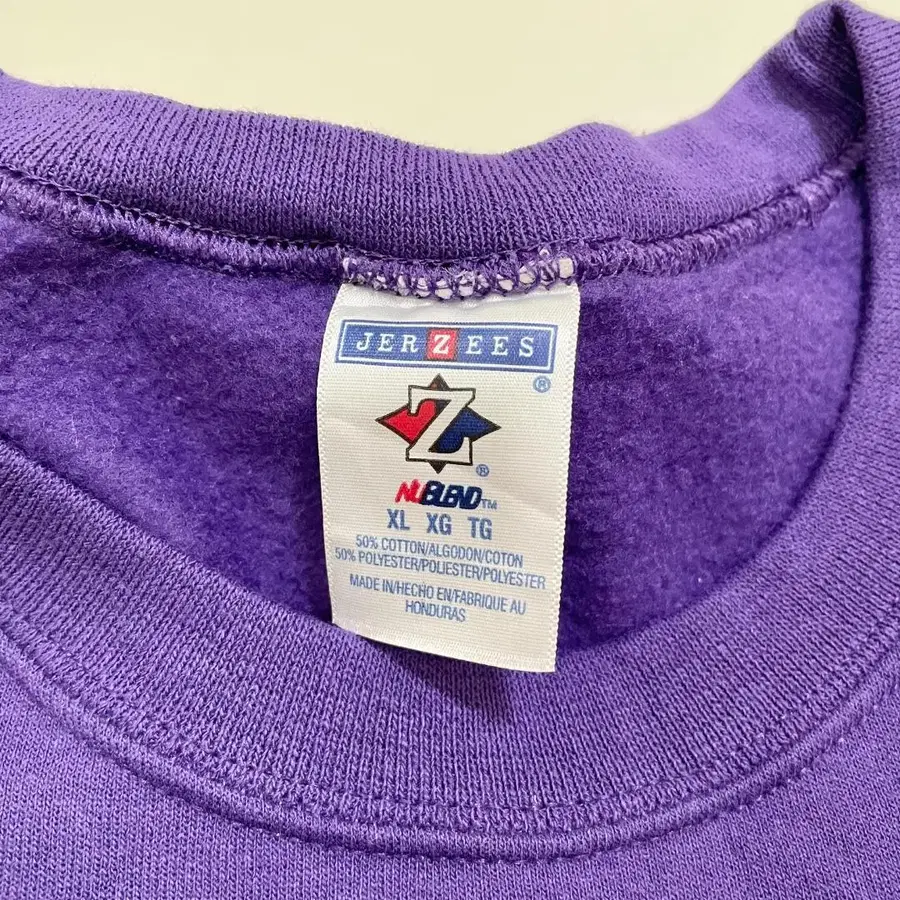 JERZEES
®
Z
®
NUBLEND™
XL XG TG
50% COTTON/ALGODON/COTON
50% POLYESTER/POLIESTER/POLYESTER
MADE IN/HECHO EN/FABRIQUE AU
HONDURAS